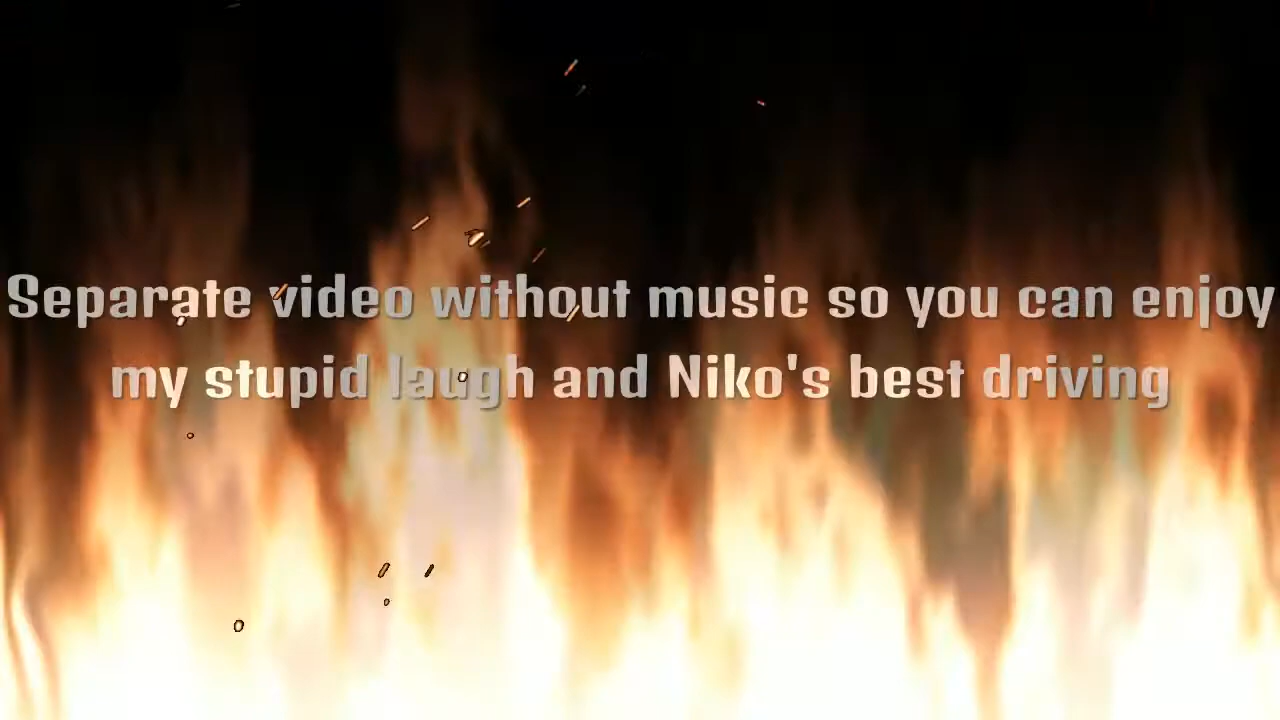 Separate video without music so you can enjoy
my stupid laugh and Niko's best driving